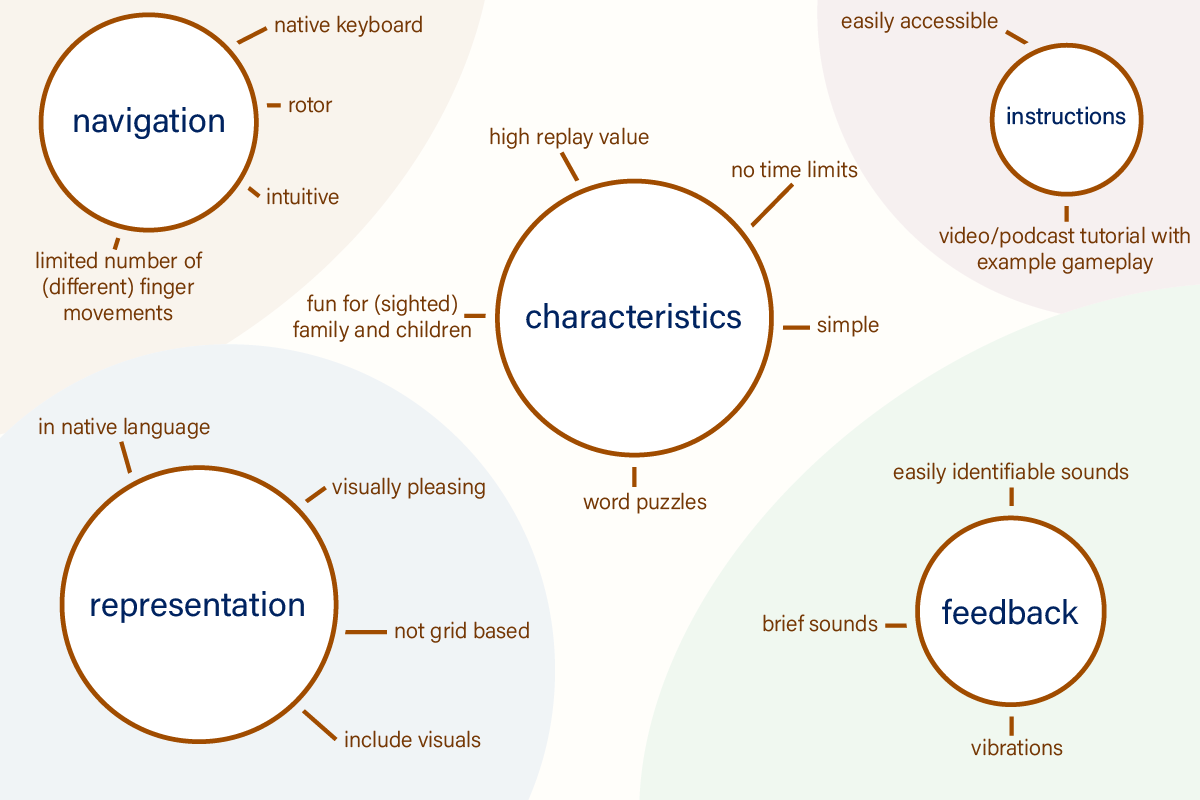 navigation
native keyboard
rotor
intuitive
limited number of
(different) finger
movements
characteristics
high replay value
no time limits
fun for (sighted)
family and children
simple
word puzzles
instructions
easily accessible
video/podcast tutorial with
example gameplay
representation
in native language
visually pleasing
not grid based
include visuals
feedback
easily identifiable sounds
brief sounds
vibrations